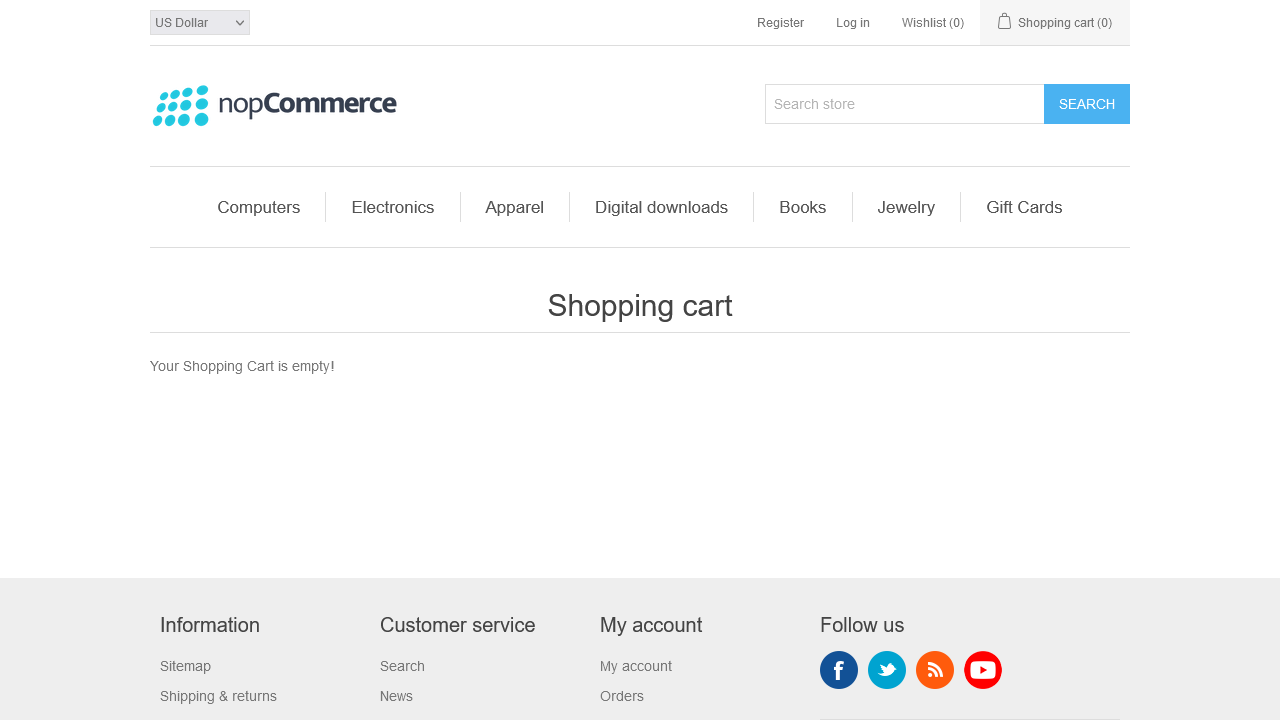 US Dollar
Register
Log in
Wishlist (0)
Shopping cart (0)
nopCommerce
Search store
SEARCH
Computers
Electronics
Apparel
Digital downloads
Books
Jewelry
Gift Cards
Shopping cart
Your Shopping Cart is empty!
Information
Sitemap
Shipping & returns
Customer service
Search
News
My account
My account
Orders
Follow us